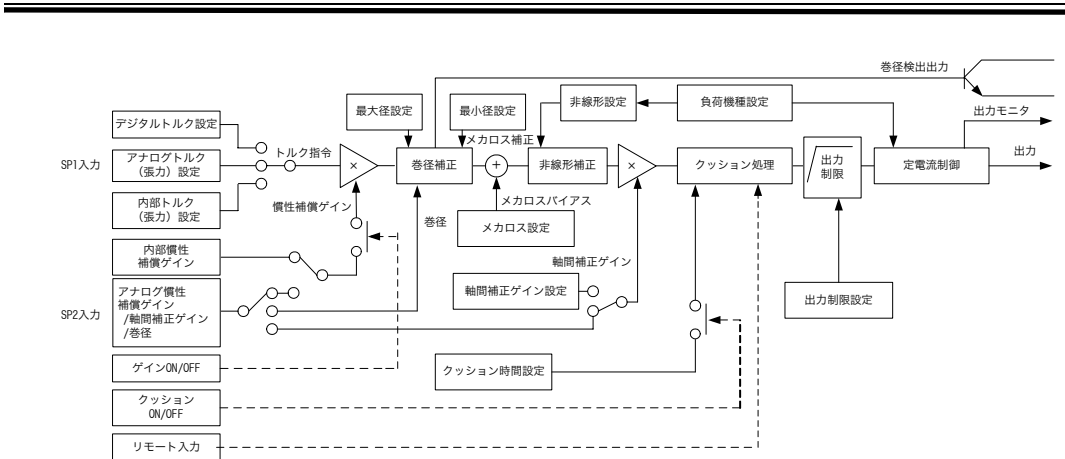 巻径検出出力
デジタルトルク設定
最大径設定
最小径設定
非線形設定
負荷機種設定
出力モニタ
メカロス補正
SP1入力
アナログトルク
(張力) 設定
トルク指令
×
巻径補正
+
非線形補正
×
クッション処理
出力
制限
定電流制御
出力
内部トルク
(張力) 設定
慣性補償ゲイン
巻径
メカロスバイアス
メカロス設定
内部慣性
補償ゲイン
軸間補正ゲイン
SP2入力
アナログ慣性
補償ゲイン
/軸間補正ゲイン
/巻径
軸間補正ゲイン設定
出力制限設定
ゲインON/OFF
クッション時間設定
クッション
ON/OFF
リモート入力